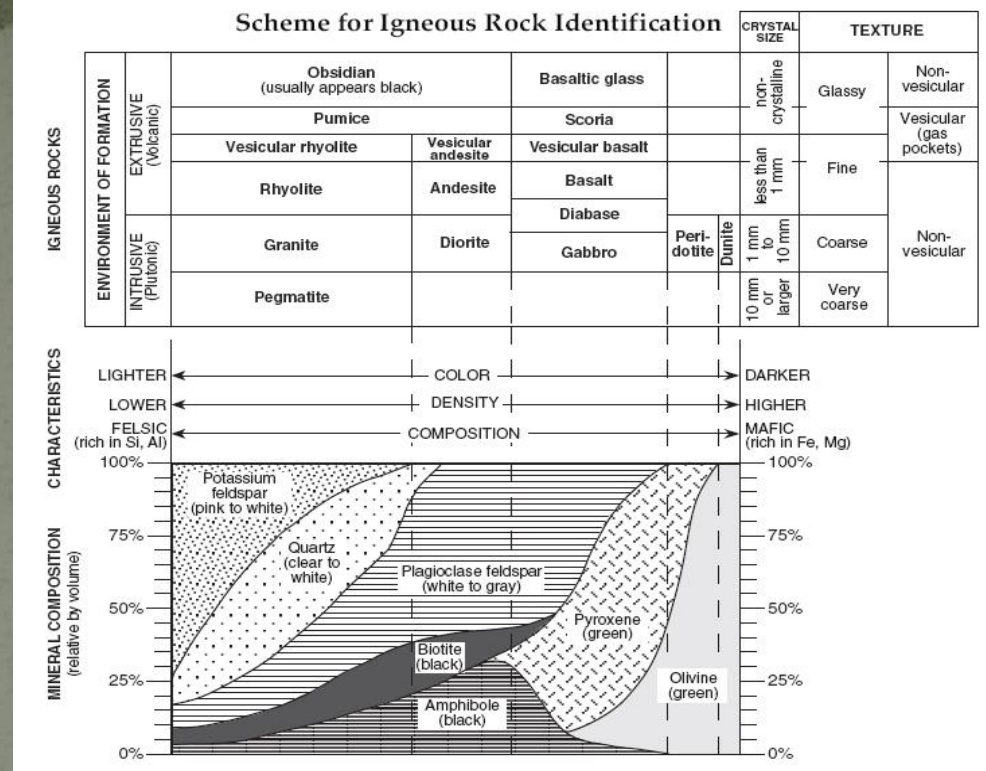 Scheme for Igneous Rock Identification
CRYSTAL
SIZE
TEXTURE
IGNEOUS ROCKS
ENVIRONMENT OF FORMATION
EXTRUSIVE
(Volcanic)
Obsidian
(usually appears black)
Basaltic glass
non-
crystalline
Glassy
Non-
vesicular
Pumice
Scoria
Vesicular
(gas
pockets)
Vesicular rhyolite
Vesicular
andesite
Vesicular basalt
less than
1 mm
Fine
Rhyolite
Andesite
Basalt
Diabase
INTRUSIVE
(Plutonic)
Granite
Diorite
Gabbro
Peri-
dotite
Dunite
1 mm
to
10 mm
Coarse
Non-
vesicular
Pegmatite
10 mm
or
larger
Very
coarse
CHARACTERISTICS
LIGHTER
COLOR
DARKER
LOWER
DENSITY
HIGHER
FELSIC
(rich in Si, Al)
COMPOSITION
MAFIC
(rich in Fe, Mg)
MINERAL COMPOSITION
(relative by volume)
100%
100%
Potassium
feldspar
(pink to white)
75%
75%
Quartz
(clear to
white)
Plagioclase feldspar
(white to gray)
50%
50%
Pyroxene
(green)
Biotite
(black)
25%
25%
Olivine
(green)
Amphibole
(black)
0%
0%